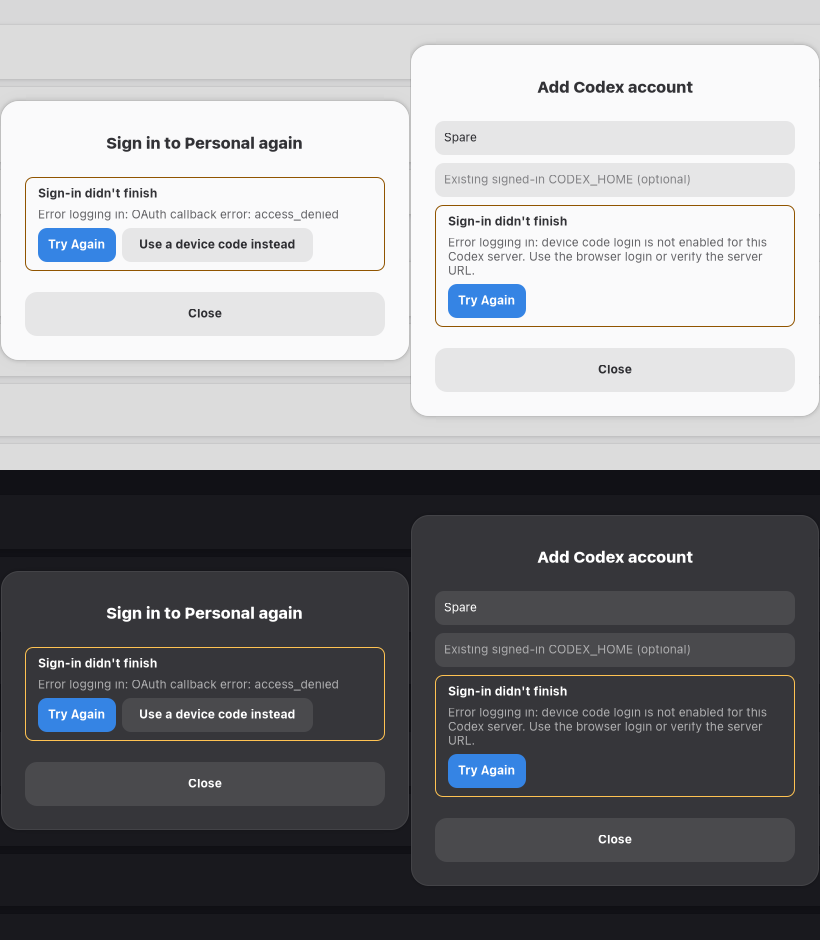 Sign in to Personal again
Sign-in didn't finish
Error logging in: OAuth callback error: access_denied
Try Again
Use a device code instead
Close
Add Codex account
Spare
Existing signed-in CODEX_HOME (optional)
Sign-in didn't finish
Error logging in: device code login is not enabled for this
Codex server. Use the browser login or verify the server
URL.
Try Again
Close
Sign in to Personal again
Sign-in didn't finish
Error logging in: OAuth callback error: access_denied
Try Again
Use a device code instead
Close
Add Codex account
Spare
Existing signed-in CODEX_HOME (optional)
Sign-in didn't finish
Error logging in: device code login is not enabled for this
Codex server. Use the browser login or verify the server
URL.
Try Again
Close